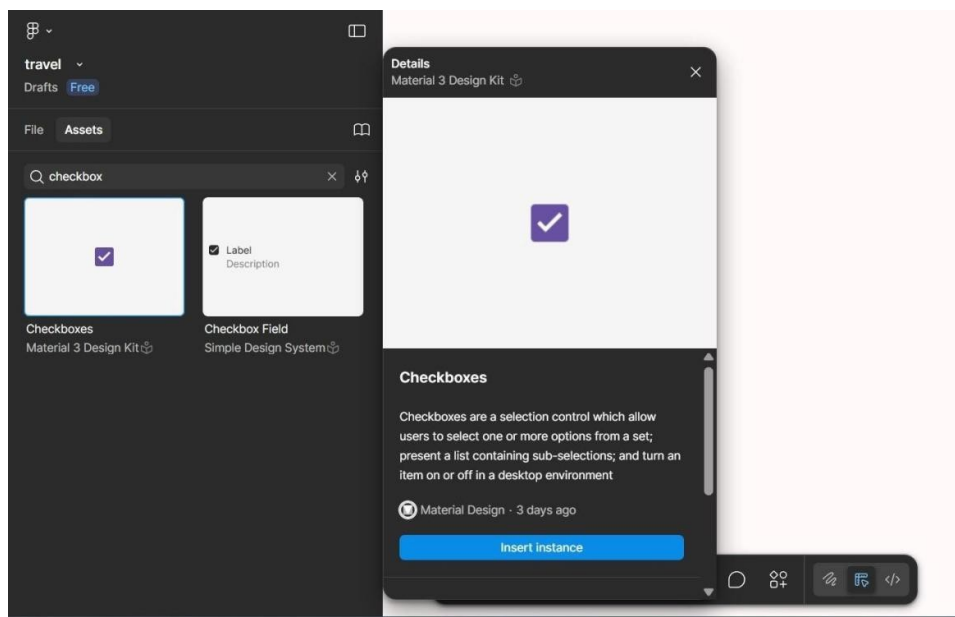 travel
Drafts Free
File Assets
checkbox
Label
Description
Checkboxes
Material 3 Design Kit
Checkbox Field
Simple Design System
Details
Material 3 Design Kit
Checkboxes
Checkboxes are a selection control which allow
users to select one or more options from a set;
present a list containing sub-selections; and turn an
item on or off in a desktop environment
Material Design · 3 days ago
Insert instance